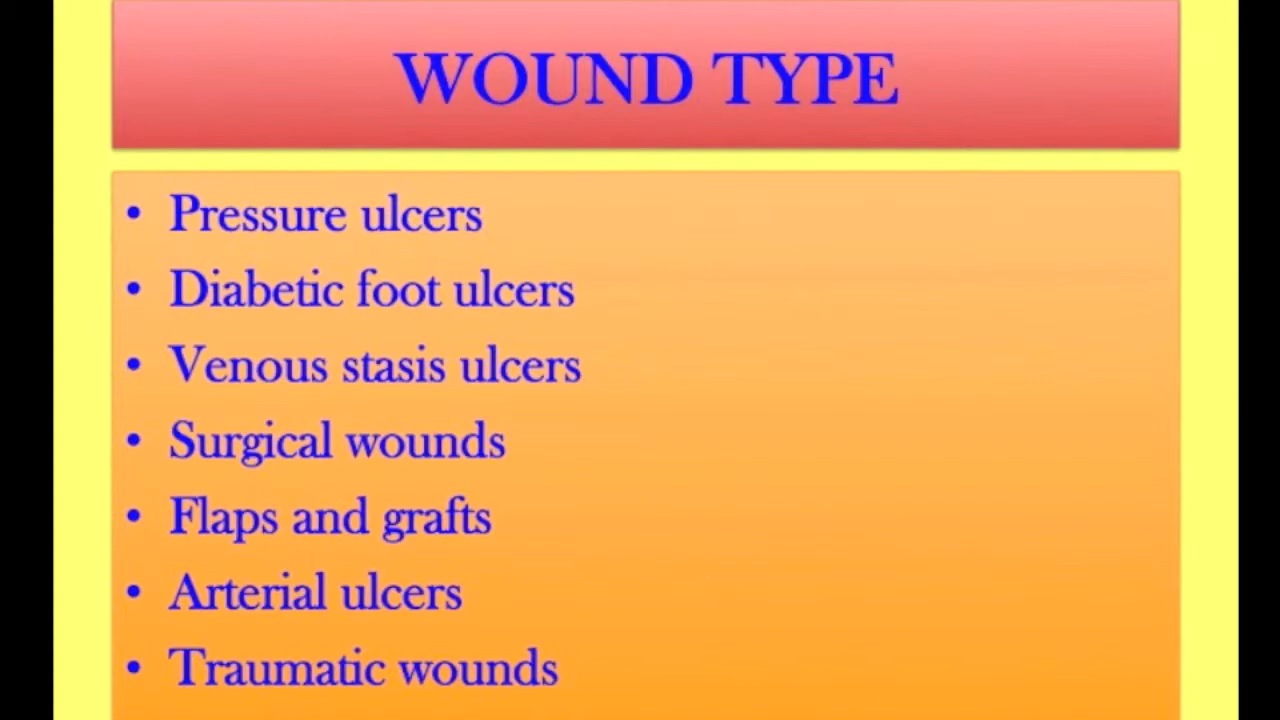 WOUND TYPE
• Pressure ulcers
• Diabetic foot ulcers
• Venous stasis ulcers
• Surgical wounds
• Flaps and grafts
• Arterial ulcers
• Traumatic wounds